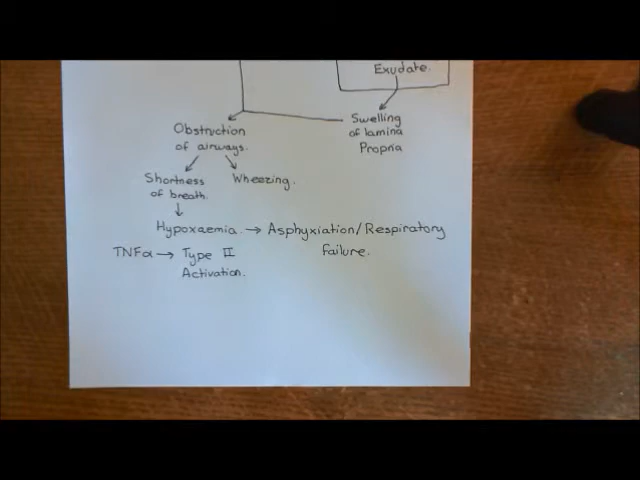 Exudate.
Swelling
of lamina
Propria
Obstruction
of airways.
Shortness
of breath.
Wheezing.
Hypoxaemia → Asphyxiation/Respiratory
failure.
TNFα → Type II
Activation.